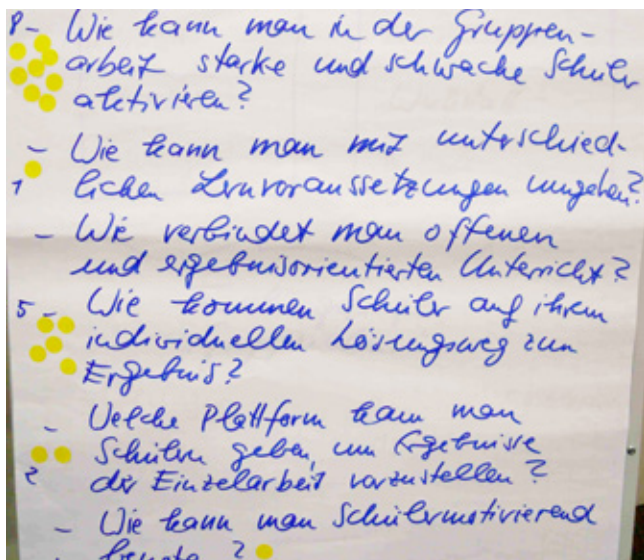 8 - Wie kann man in der Gruppen-
arbeit starke und schwache Schüler
aktivieren?
- Wie kann man mit unterschied-
1 lichen Lernvoraussetzungen umgehen?
- Wie verbindet man offenen
und ergebnisorientierten Unterricht?
5 - Wie kommen Schüler auf ihrem
individuellen Lösungsweg zum
Ergebnis?
- Welche Plattform kann man
Schülern geben, um Ergebnisse
2 der Einzelarbeit vorzustellen?
- Wie kann man Schülermotivierend
- ?